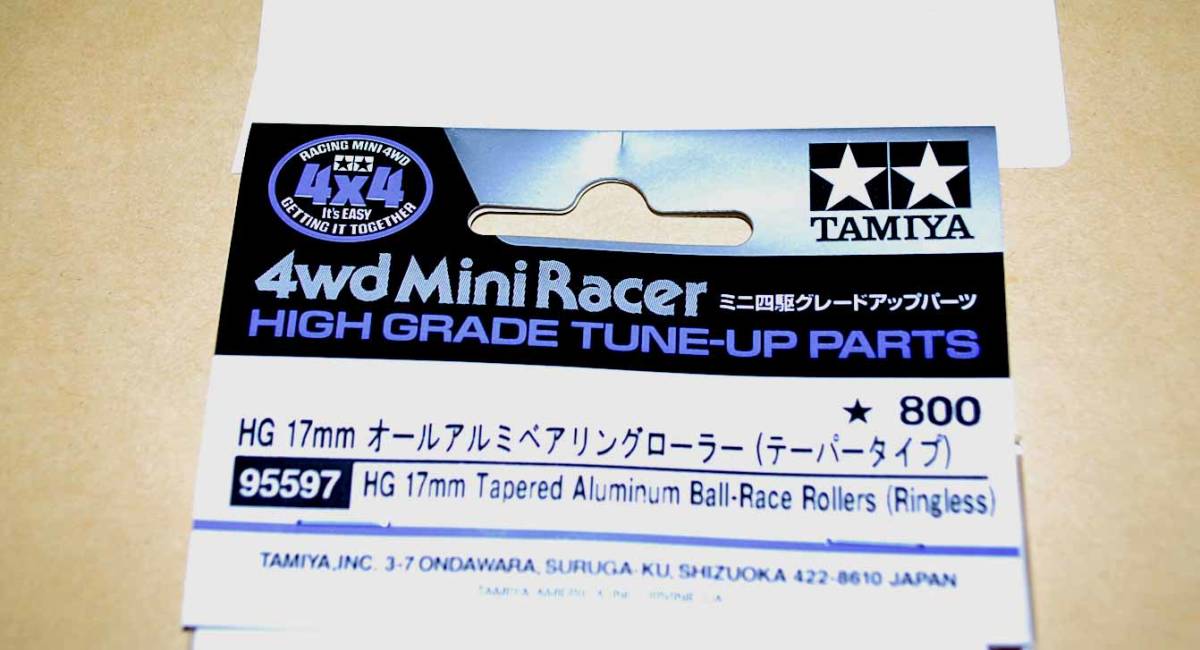 RACING MINI 4WD
4x4
It's EASY
GETTING IT TOGETHER
TAMIYA
4wd Mini Racer ミニ四駆グレードアップパーツ
HIGH GRADE TUNE-UP PARTS
★ 800
HG 17mm オールアルミベアリングローラー (テーパータイプ)
95597 HG 17mm Tapered Aluminum Ball-Race Rollers (Ringless)
TAMIYA,INC. 3-7 ONDAWARA, SURUGA-KU, SHIZUOKA 422-8610 JAPAN